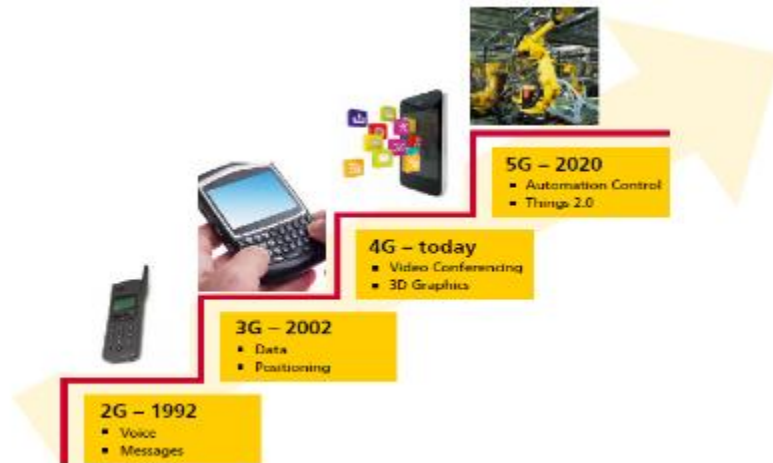 5G – 2020
▪ Automation Control
▪ Things 2.0
4G – today
▪ Video Conferencing
▪ 3D Graphics
3G – 2002
▪ Data
▪ Positioning
2G – 1992
▪ Voice
▪ Messages